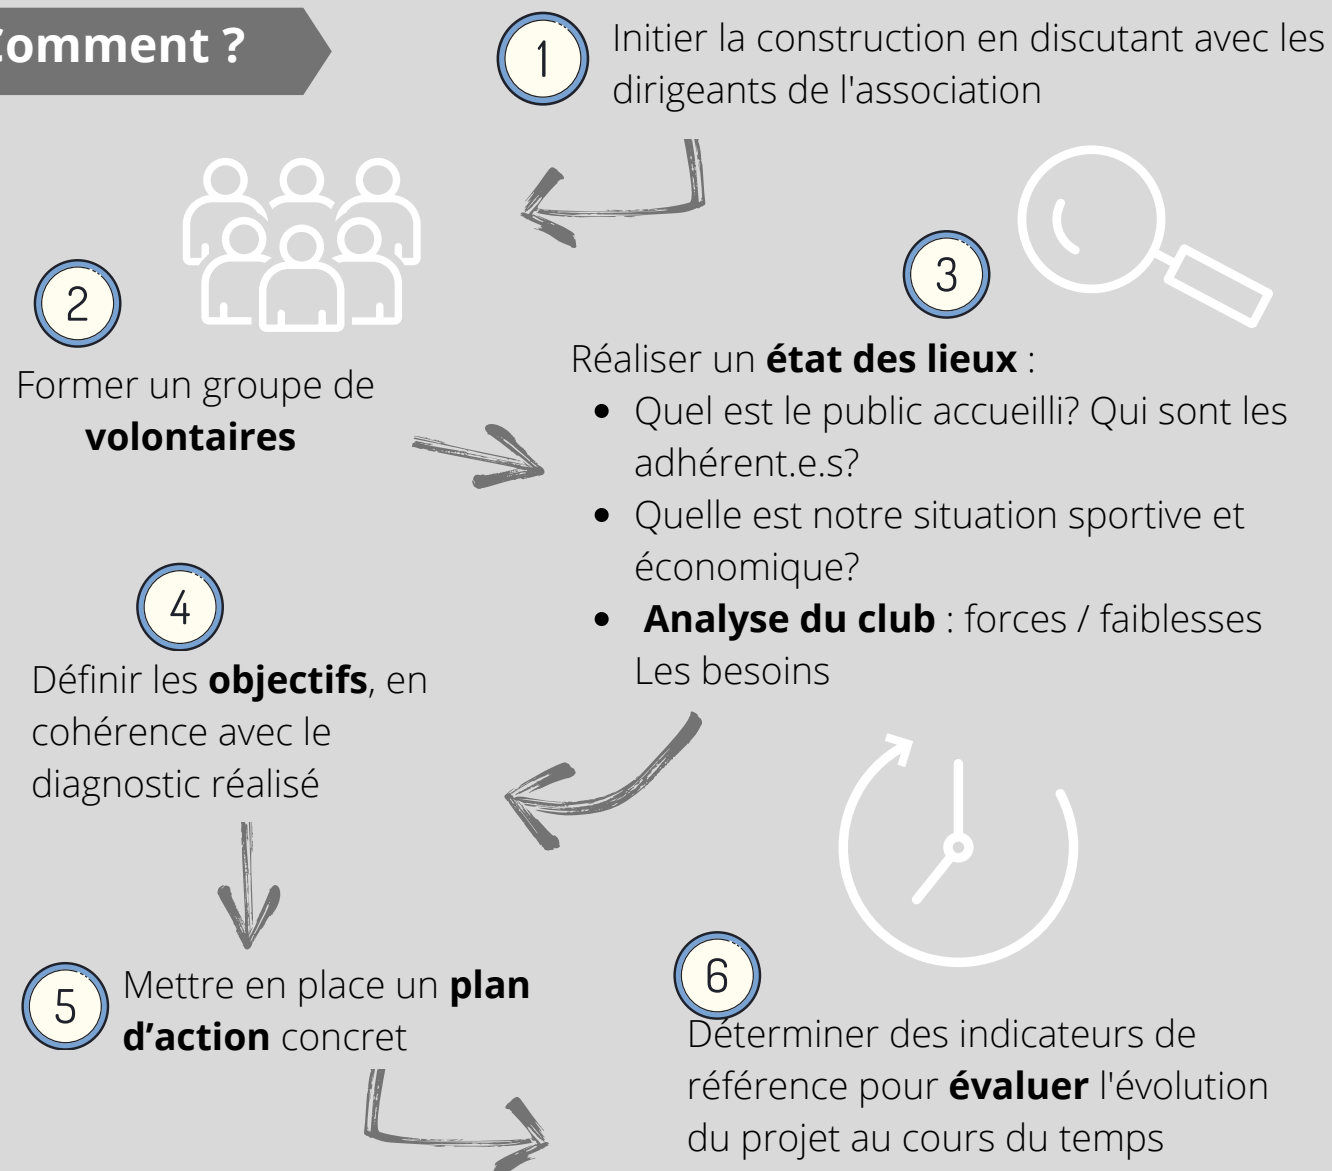 Comment ?
1
Initier la construction en discutant avec les
dirigeants de l'association
2
Former un groupe de
volontaires
3
Réaliser un état des lieux :
• Quel est le public accueilli? Qui sont les
adhérent.e.s?
• Quelle est notre situation sportive et
économique?
• Analyse du club : forces / faiblesses
Les besoins
4
Définir les objectifs, en
cohérence avec le
diagnostic réalisé
5
Mettre en place un plan
d’action concret
6
Déterminer des indicateurs de
référence pour évaluer l'évolution
du projet au cours du temps